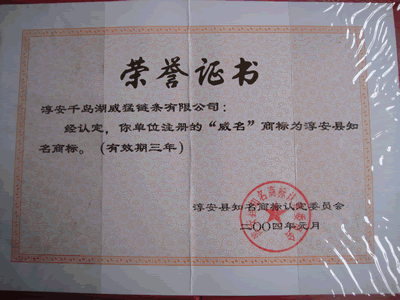 荣誉证书
淳安千岛湖威猛链条有限公司：
经认定，你单位注册的“威名”商标为淳安县知
名商标。（有效期三年）
淳安县知名商标认定委员会
二〇〇四年元月